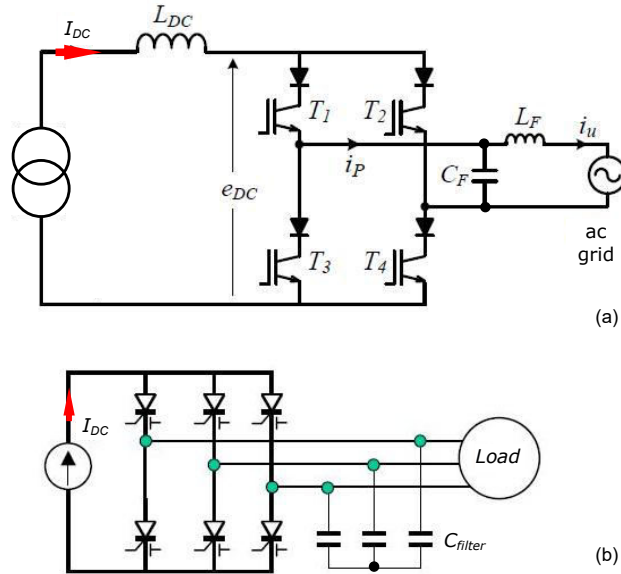 I_DC
L_DC
T_1
T_2
L_F
i_u
i_P
C_F
e_DC
ac
grid
T_3
T_4
(a)
I_DC
Load
C_filter
(b)